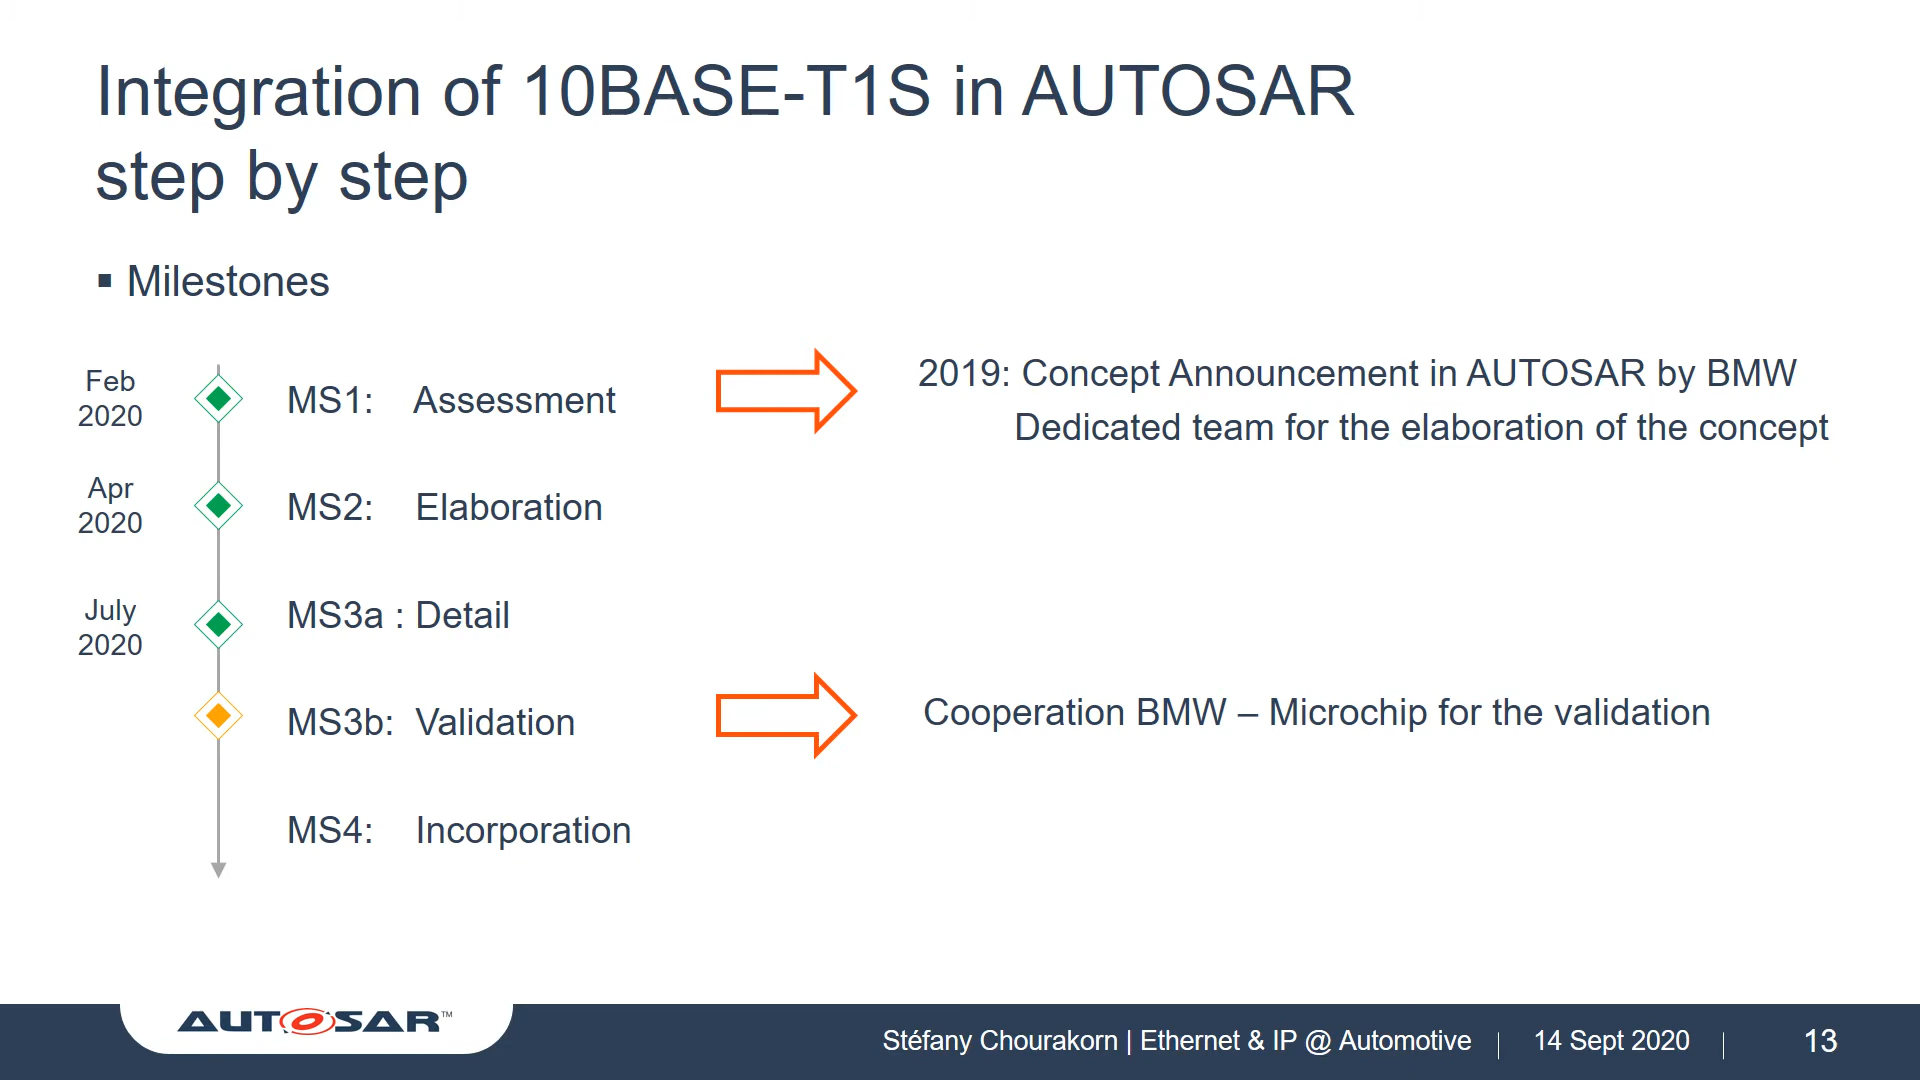 Integration of 10BASE-T1S in AUTOSAR
step by step
▪ Milestones
Feb
2020
MS1: Assessment
2019: Concept Announcement in AUTOSAR by BMW
Dedicated team for the elaboration of the concept
Apr
2020
MS2: Elaboration
July
2020
MS3a : Detail
MS3b: Validation
Cooperation BMW – Microchip for the validation
MS4: Incorporation
AUTOSAR™
Stéfany Chourakorn | Ethernet & IP @ Automotive | 14 Sept 2020 | 13